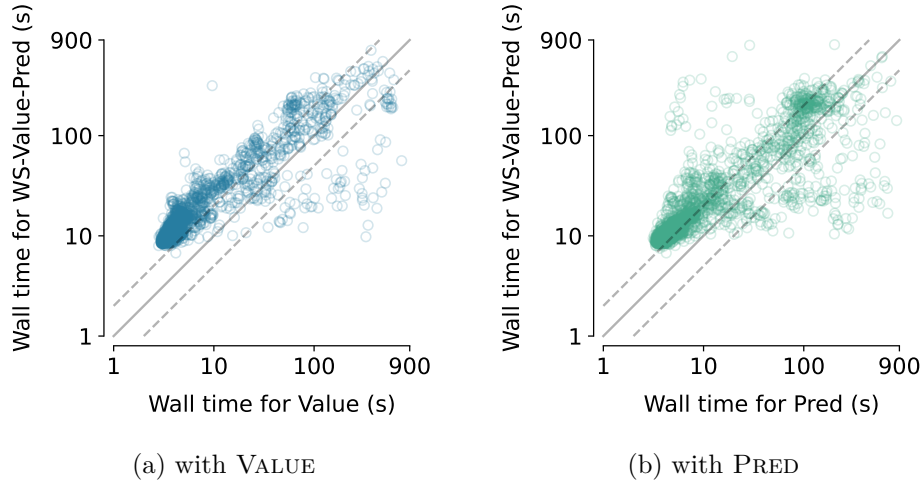 Wall time for WS-Value-Pred (s)
900
100
10
1
1 10 100 900
Wall time for Value (s)
(a) with VALUE
Wall time for WS-Value-Pred (s)
900
100
10
1
1 10 100 900
Wall time for Pred (s)
(b) with PRED